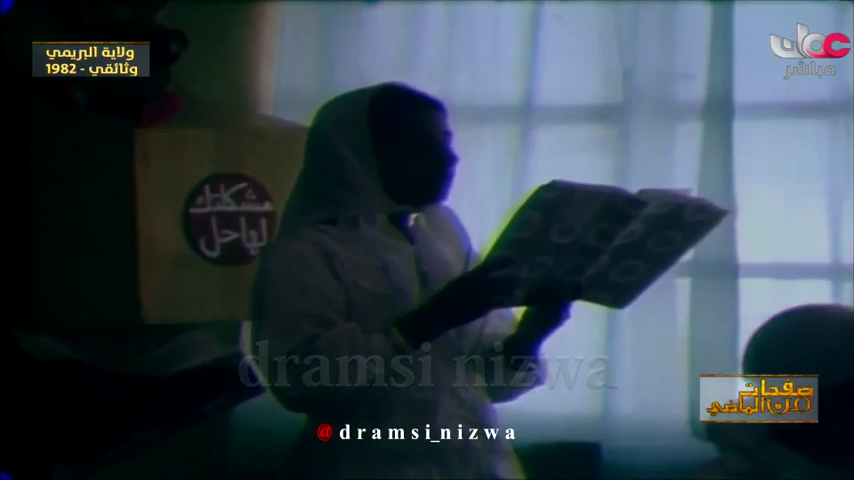 ولاية البريمي
وثائقي - 1982
عمان
مباشر
مشكلتك
لها حل
dramsi nizwa
صفحات
من الماضي
@dramsi_nizwa